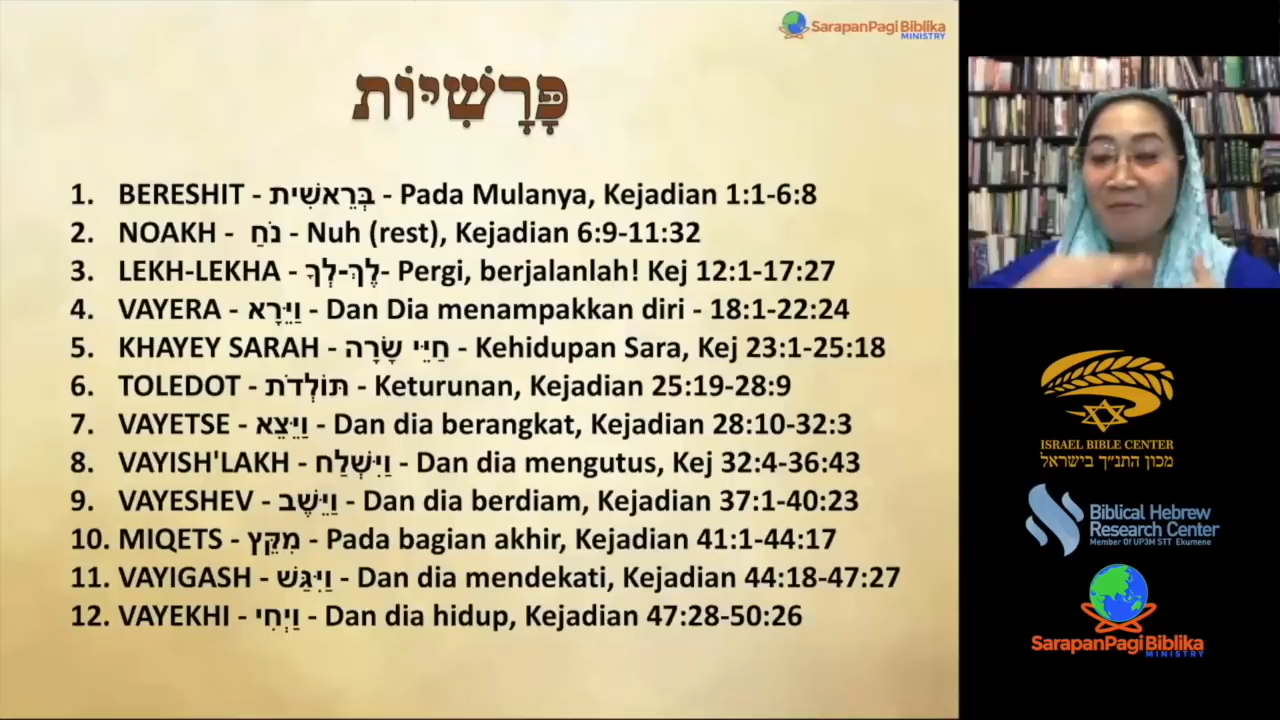 SarapanPagi Biblika
MINISTRY
פָּרָשִׁיּוֹת
1. BERESHIT - בְּרֵאשִׁית - Pada Mulanya, Kejadian 1:1-6:8
2. NOAKH - נֹחַ - Nuh (rest), Kejadian 6:9-11:32
3. LEKH-LEKHA - לֶךְ-לְךָ- Pergi, berjalanlah! Kej 12:1-17:27
4. VAYERA - וַיֵּרָא - Dan Dia menampakkan diri - 18:1-22:24
5. KHAYEY SARAH - חַיֵּי שָׂרָה - Kehidupan Sara, Kej 23:1-25:18
6. TOLEDOT - תּוֹלְדֹת - Keturunan, Kejadian 25:19-28:9
7. VAYETSE - וַיֵּצֵא - Dan dia berangkat, Kejadian 28:10-32:3
8. VAYISH'LAKH - וַיִּשְׁלַח - Dan dia mengutus, Kej 32:4-36:43
9. VAYESHEV - וַיֵּשֶׁב - Dan dia berdiam, Kejadian 37:1-40:23
10. MIQETS - מִקֵּץ - Pada bagian akhir, Kejadian 41:1-44:17
11. VAYIGASH - וַיִּגַּשׁ - Dan dia mendekati, Kejadian 44:18-47:27
12. VAYEKHI - וַיְחִי - Dan dia hidup, Kejadian 47:28-50:26
ISRAEL BIBLE CENTER
מכון התנ״ך בישראל
Biblical Hebrew
Research Center
Member Of UP3M STT Ekumene
SarapanPagi Biblika
MINISTRY